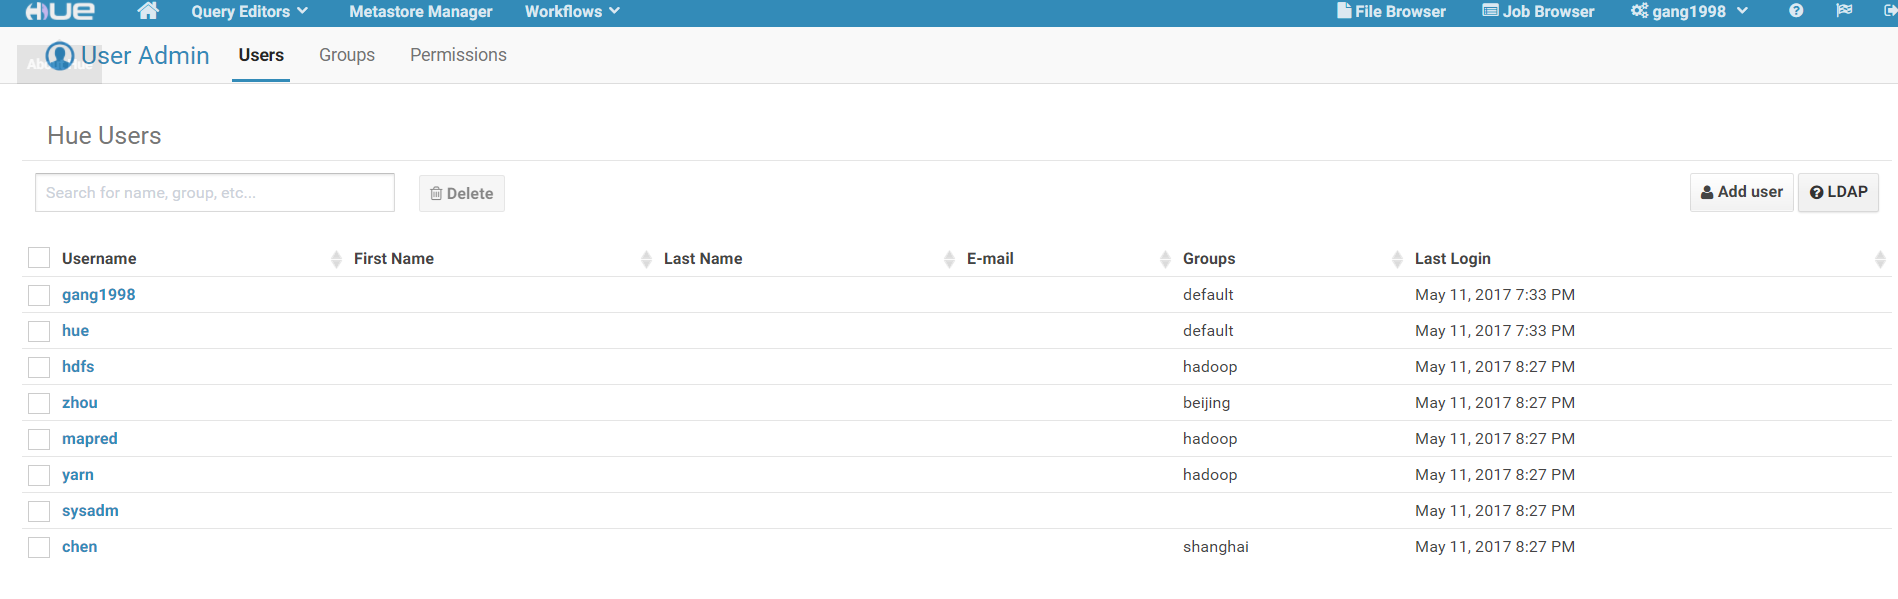 HUE Query Editors Metastore Manager Workflows File Browser Job Browser gang1998
User Admin Users Groups Permissions
Hue Users
Search for name, group, etc... Delete Add user LDAP
Username First Name Last Name E-mail Groups Last Login
gang1998 default May 11, 2017 7:33 PM
hue default May 11, 2017 7:33 PM
hdfs hadoop May 11, 2017 8:27 PM
zhou beijing May 11, 2017 8:27 PM
mapred hadoop May 11, 2017 8:27 PM
yarn hadoop May 11, 2017 8:27 PM
sysadm May 11, 2017 8:27 PM
chen shanghai May 11, 2017 8:27 PM